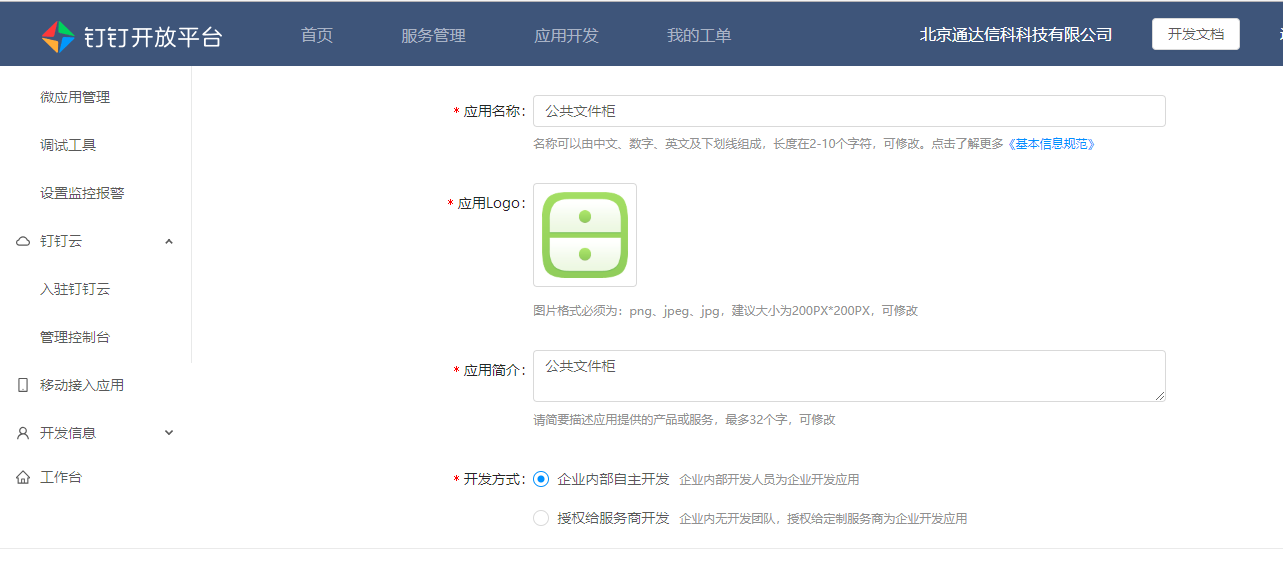 钉钉开放平台 首页 服务管理 应用开发 我的工单 北京通达信科科技有限公司 开发文档
微应用管理
调试工具
设置监控报警
钉钉云
入驻钉钉云
管理控制台
移动接入应用
开发信息
工作台
* 应用名称： 公共文件柜
名称可以由中文、数字、英文及下划线组成，长度在2-10个字符，可修改。点击了解更多《基本信息规范》
* 应用Logo：
图片格式必须为：png、jpeg、jpg，建议大小为200PX*200PX，可修改
* 应用简介： 公共文件柜
请简要描述应用提供的产品或服务，最多32个字，可修改
* 开发方式： 企业内部自主开发 企业内部开发人员为企业开发应用
授权给服务商开发 企业内无开发团队，授权给定制服务商为企业开发应用